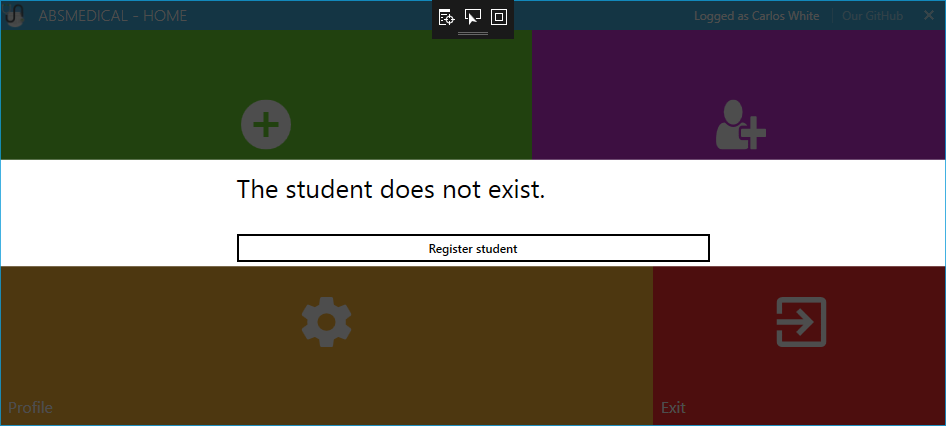 ABSMEDICAL - HOME
Logged as Carlos White
Our GitHub
The student does not exist.
Register student
Profile
Exit